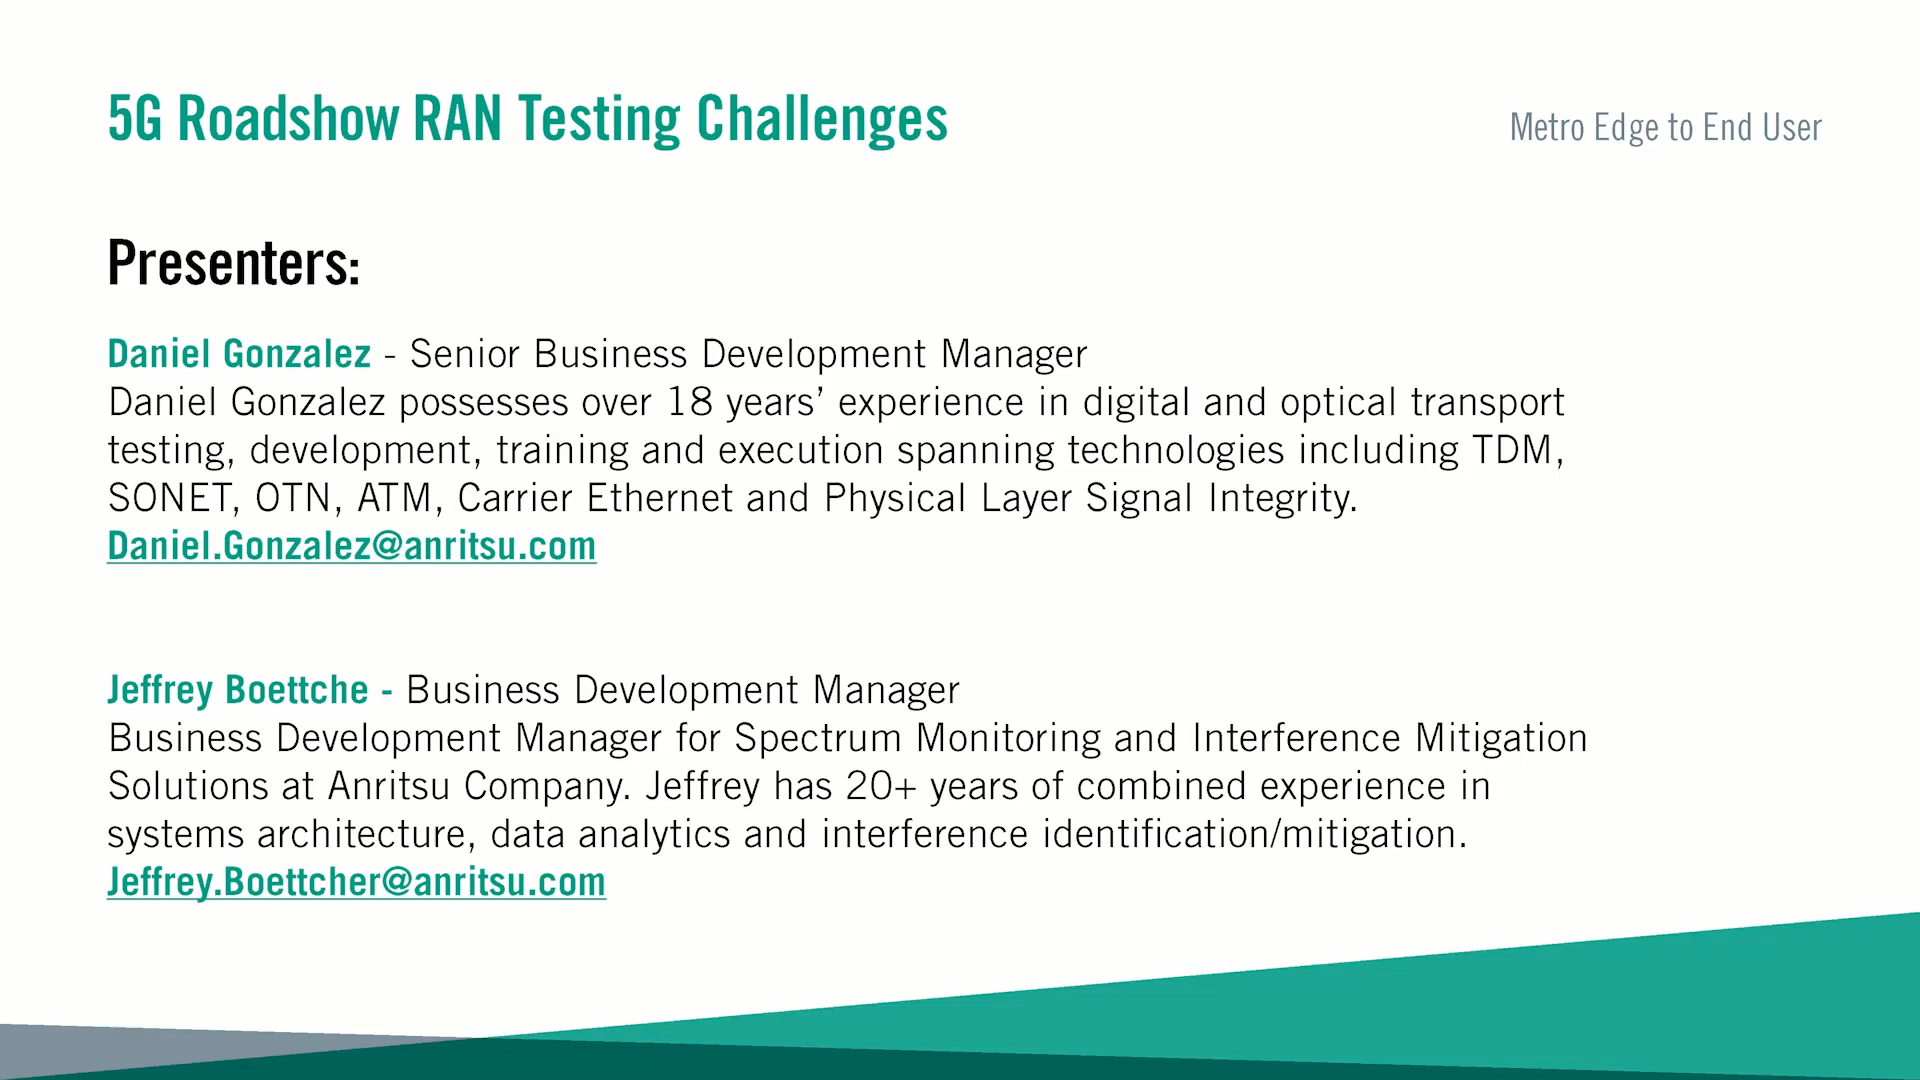 5G Roadshow RAN Testing Challenges
Metro Edge to End User
Presenters:
Daniel Gonzalez - Senior Business Development Manager
Daniel Gonzalez possesses over 18 years’ experience in digital and optical transport
testing, development, training and execution spanning technologies including TDM,
SONET, OTN, ATM, Carrier Ethernet and Physical Layer Signal Integrity.
Daniel.Gonzalez@anritsu.com
Jeffrey Boettche - Business Development Manager
Business Development Manager for Spectrum Monitoring and Interference Mitigation
Solutions at Anritsu Company. Jeffrey has 20+ years of combined experience in
systems architecture, data analytics and interference identification/mitigation.
Jeffrey.Boettcher@anritsu.com